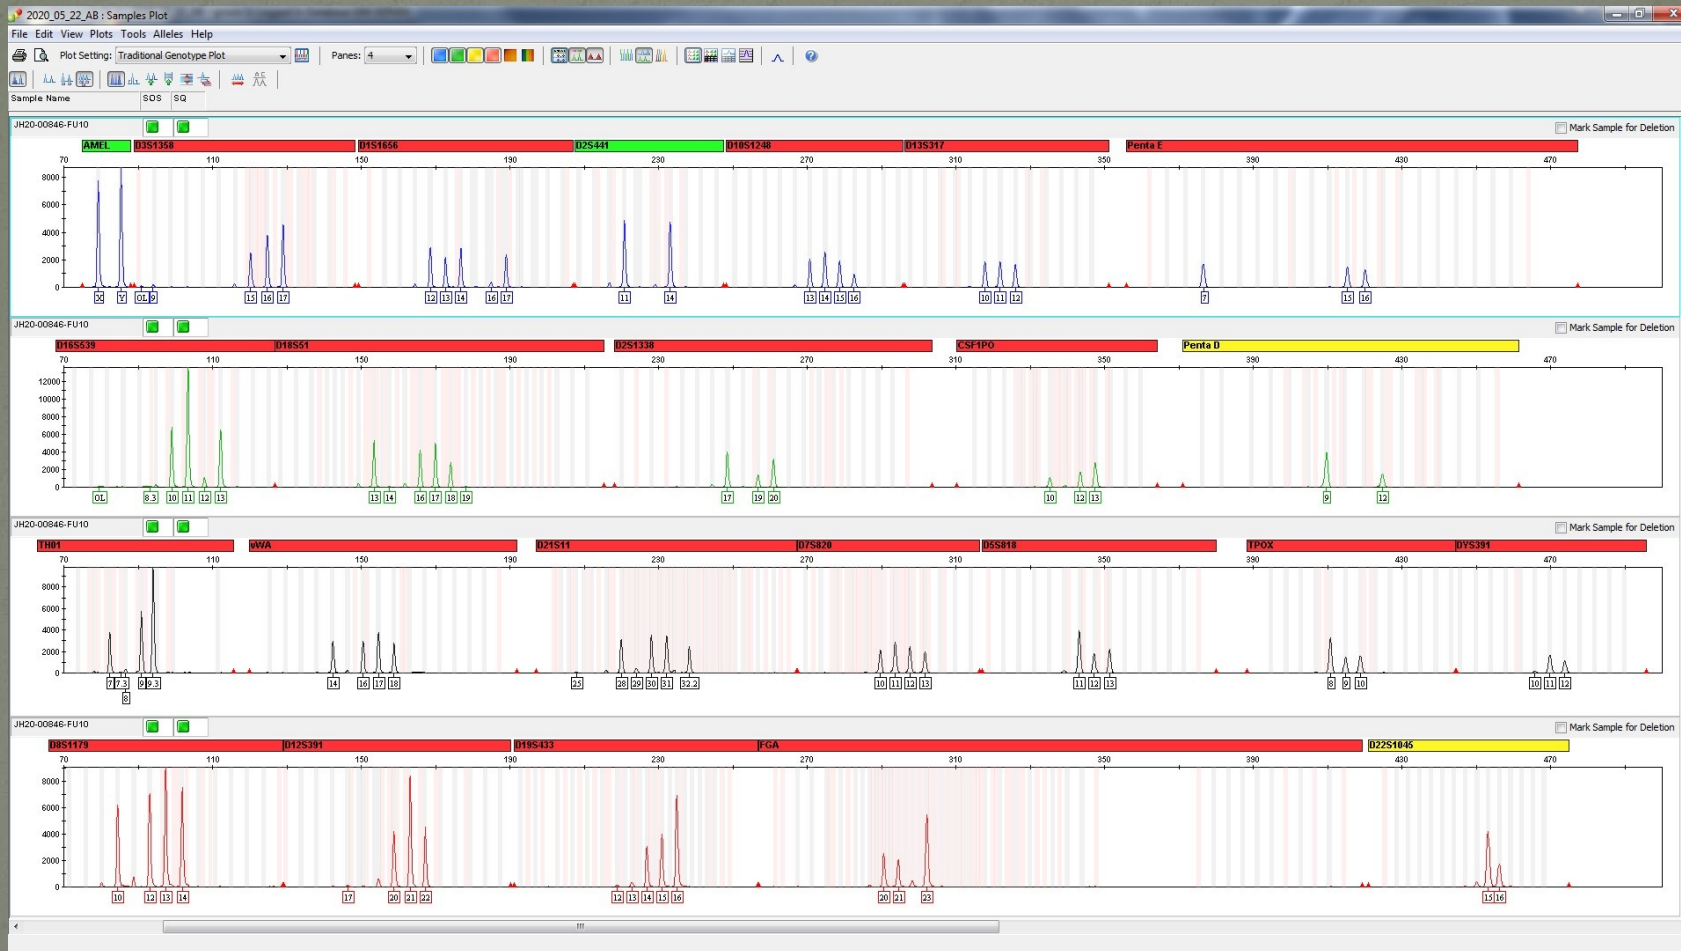 2020_05_22_AB : Samples Plot
File Edit View Plots Tools Alleles Help
Plot Setting: Traditional Genotype Plot Panes: 4
Sample Name SOS SQ
JH20-00846-FU10 Mark Sample for Deletion
AMEL D3S1358 D1S1656 D2S441 D10S1248 D13S317 Penta E
70 110 150 190 230 270 310 350 390 430 470
8000
6000
4000
2000
0
X Y OL 9 15 16 17 12 13 14 16 17 11 14 13 14 15 16 10 11 12 7 15 16
JH20-00846-FU10 Mark Sample for Deletion
D16S539 D18S51 D2S1338 CSF1PO Penta D
70 110 150 190 230 270 310 350 390 430 470
12000
10000
8000
6000
4000
2000
0
OL 8.3 10 11 12 13 13 14 16 17 18 19 17 19 20 10 12 13 9 12
JH20-00846-FU10 Mark Sample for Deletion
TH01 vWA D21S11 D7S820 D5S818 TPOX DYS391
70 110 150 190 230 270 310 350 390 430 470
8000
6000
4000
2000
0
7 7.3 9 9.3 14 16 17 18 25 28 29 30 31 32.2 10 11 12 13 11 12 13 8 9 10 10 11 12
8
JH20-00846-FU10 Mark Sample for Deletion
D8S1179 D12S391 D19S433 FGA D22S1045
70 110 150 190 230 270 310 350 390 430 470
8000
6000
4000
2000
0
10 12 13 14 17 20 21 22 12 13 14 15 16 20 21 23 15 16